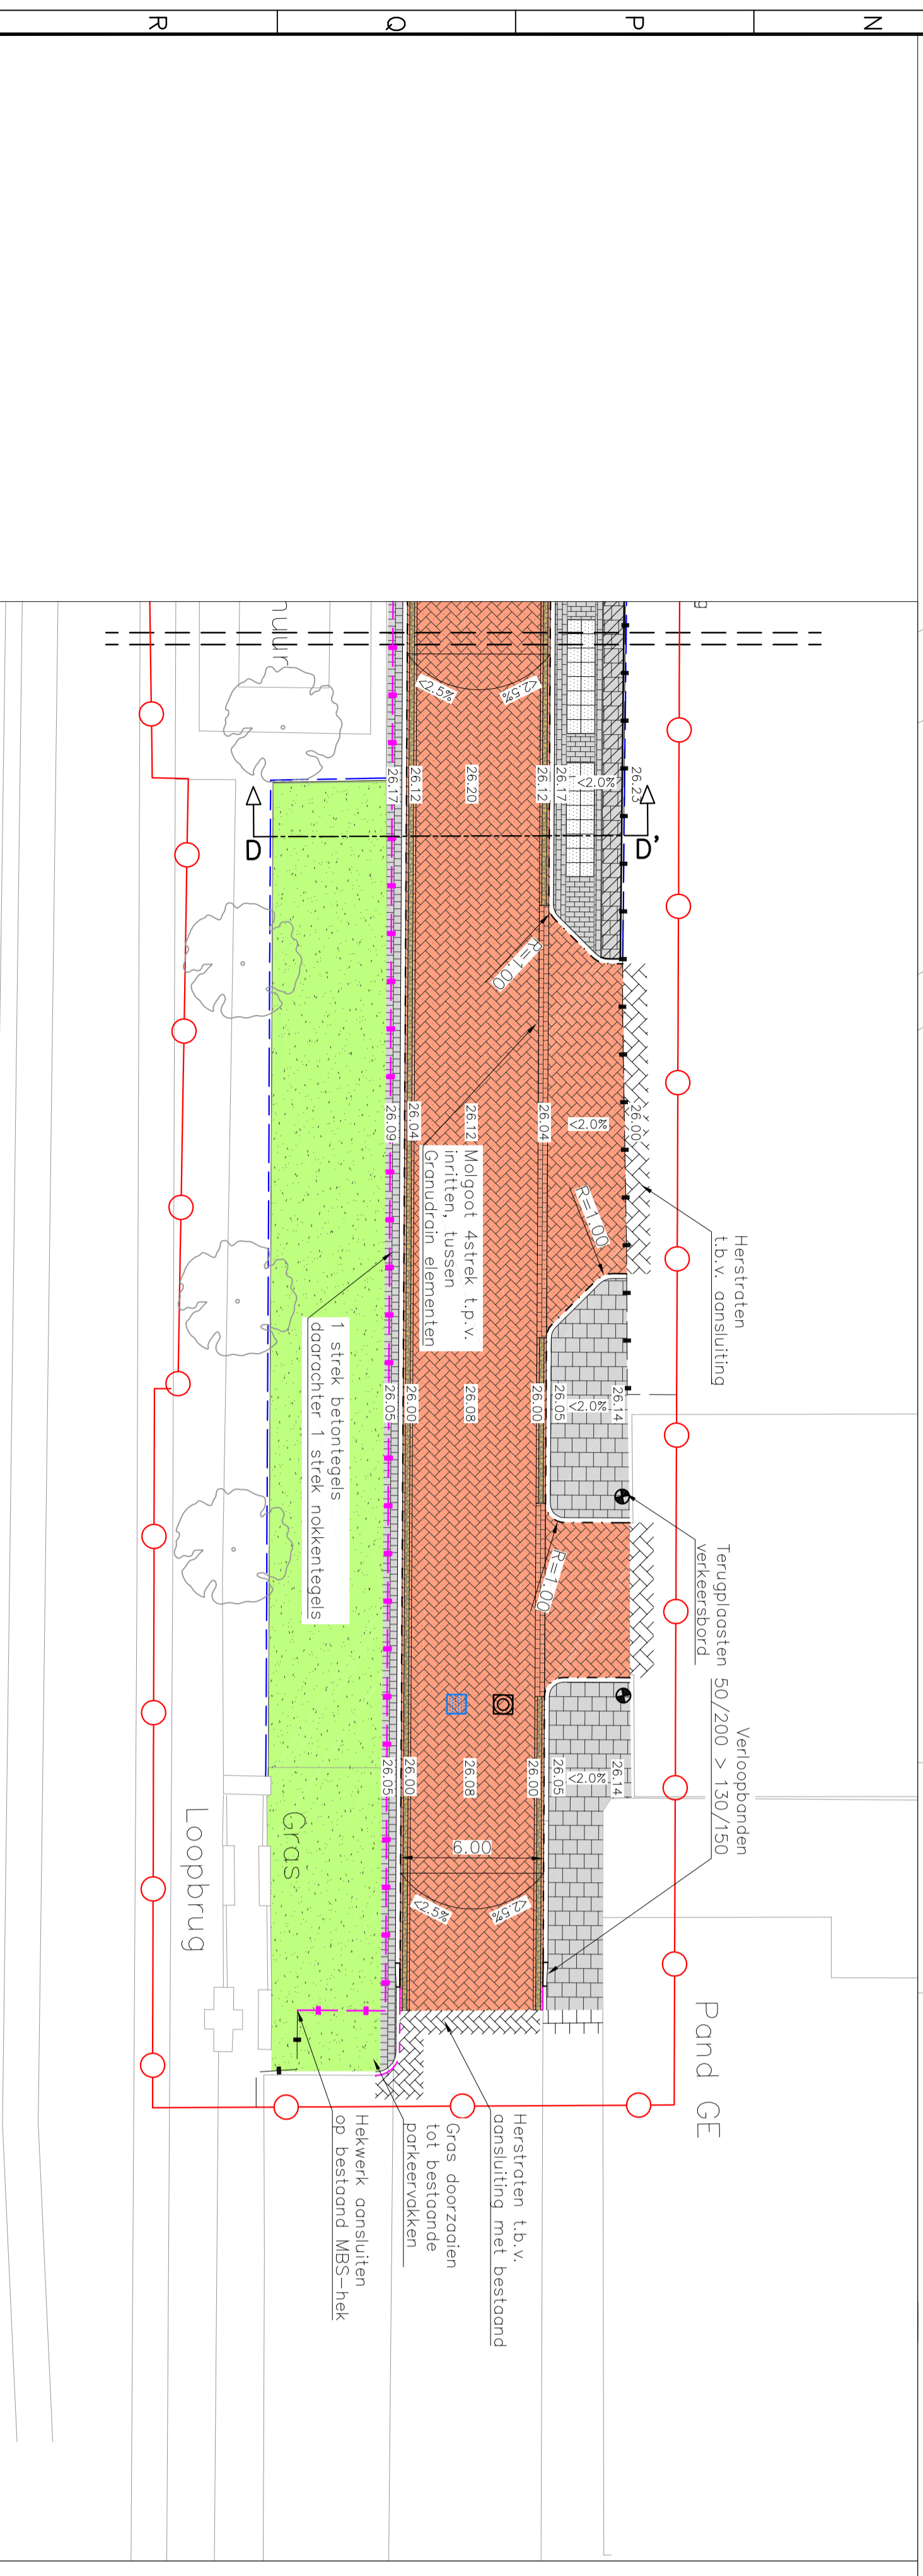 R
Q
P
N
nuur
g
<2.5%
<2.5%
26.17
26.12
26.20
26.12
26.17
<2.0%
26.23
D
D'
R=1.00
26.09
26.04
26.12
26.04
<2.0%
26.00
Molgoot 4strek t.p.v.
inritten, tussen
Granudrain elementen
R=1.00
Herstraten
t.b.v. aansluiting
1 strek betontegels
daarachter 1 strek nokkentegels
26.05
26.00
26.08
26.00
26.05
<2.0%
26.14
R=1.00
Terugplaasten
verkeersbord
Verloopbanden
50/200 > 130/150
26.05
26.00
26.08
26.00
26.05
<2.0%
26.14
6.00
<2.5%
<2.5%
Gras
Loopbrug
Pand GE
Herstraten t.b.v.
aansluiting met bestaand
Gras doorzaaien
tot bestaande
parkeervakken
Hekwerk aansluiten
op bestaand MBS-hek